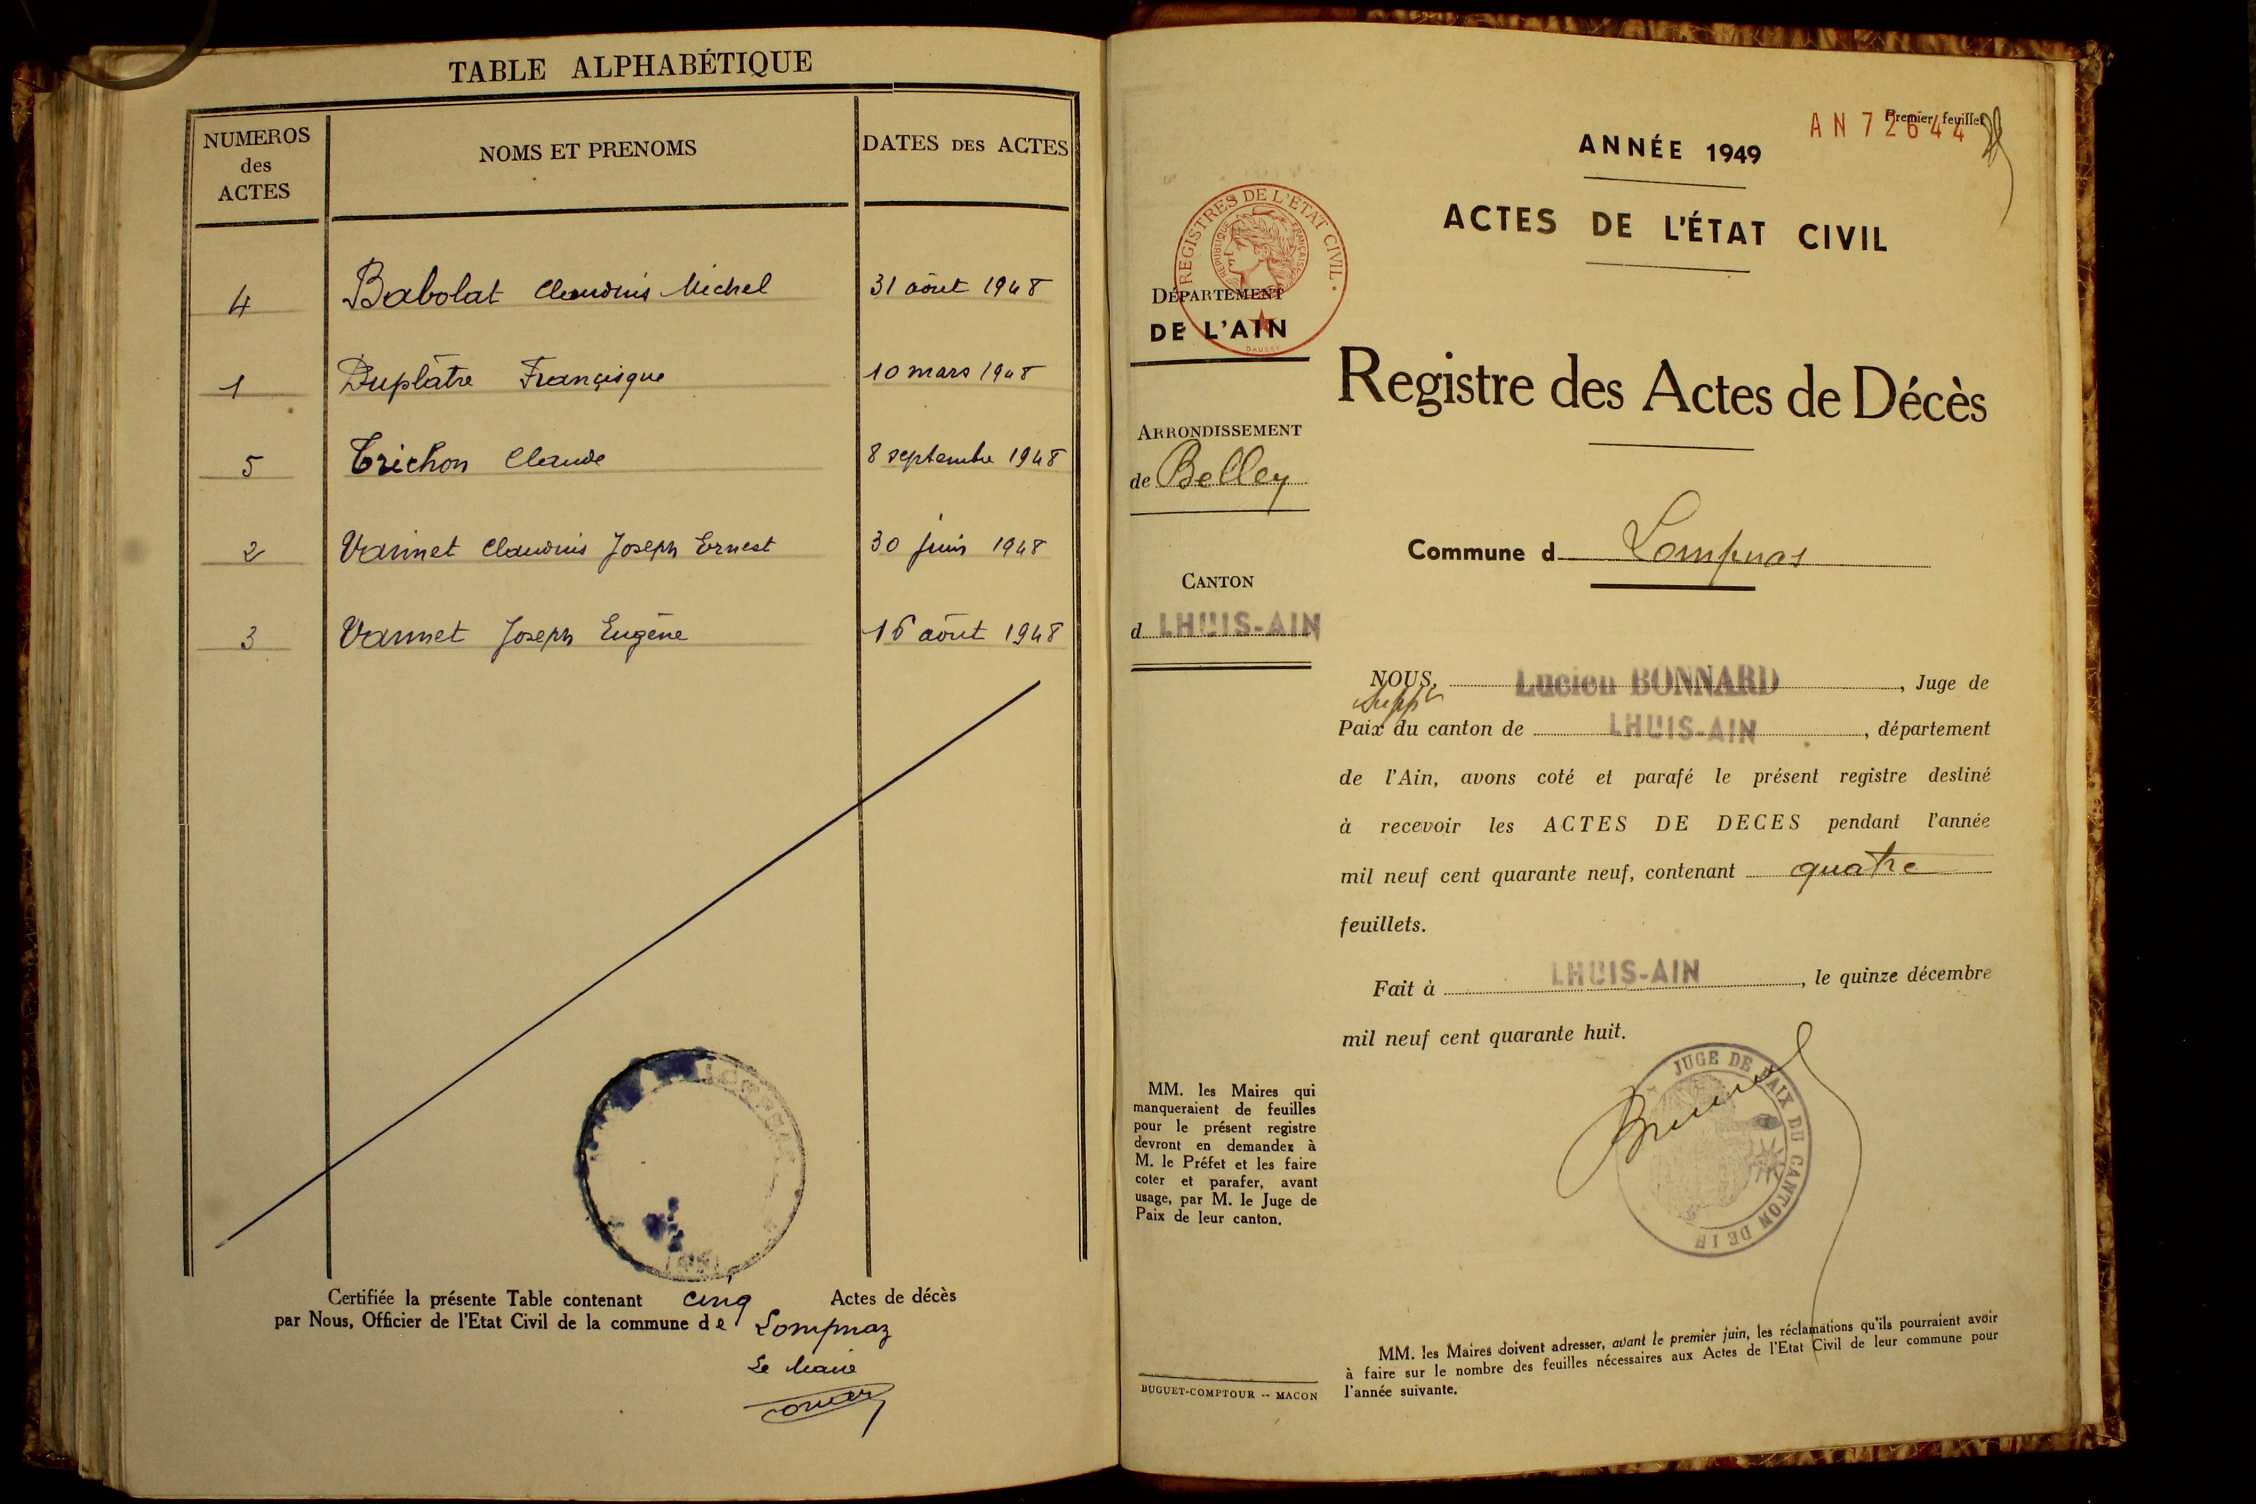 TABLE ALPHABÉTIQUE
NUMEROS
des
ACTES
NOMS ET PRENOMS
DATES DES ACTES
4 Babolat Claudius Michel 31 aôut 1948
1 Duplâtre Françisque 10 mars 1948
5 Trichon Claude 8 septembre 1948
2 Varinet Claudius Joseph Ernest 30 juin 1948
3 Varinet Joseph Eugène 16 aôut 1948
Certifiée la présente Table contenant cinq Actes de décès
par Nous, Officier de l'Etat Civil de la commune de Lompnaz
Le Maire
Premier feuillet
AN 72644
ANNÉE 1949
ACTES DE L'ÉTAT CIVIL
REGISTRES DE L'ETAT CIVIL
REPUBLIQUE FRANÇAISE
DÉPARTEMENT
DE L'AIN
Registre des Actes de Décès
ARRONDISSEMENT
de Belley
Commune d Lompnas
CANTON
d LHUIS-AIN
NOUS, Lucien BONNARD, Juge de
supp
Paix du canton de LHUIS-AIN, département
de l'Ain, avons coté et parafé le présent registre destiné
à recevoir les ACTES DE DECES pendant l'année
mil neuf cent quarante neuf, contenant quatre
feuillets.
Fait à LHUIS-AIN, le quinze décembre
mil neuf cent quarante huit.
JUGE DE PAIX DU CANTON DE LH
MM. les Maires qui
manqueraient de feuilles
pour le présent registre
devront en demander à
M. le Préfet et les faire
coter et parafer, avant
usage, par M. le Juge de
Paix de leur canton.
BUGUET-COMPTOUR -- MACON
MM. les Maires doivent adresser, avant le premier juin, les réclamations qu'ils pourraient avoir
à faire sur le nombre des feuilles nécessaires aux Actes de l'Etat Civil de leur commune pour
l'année suivante.